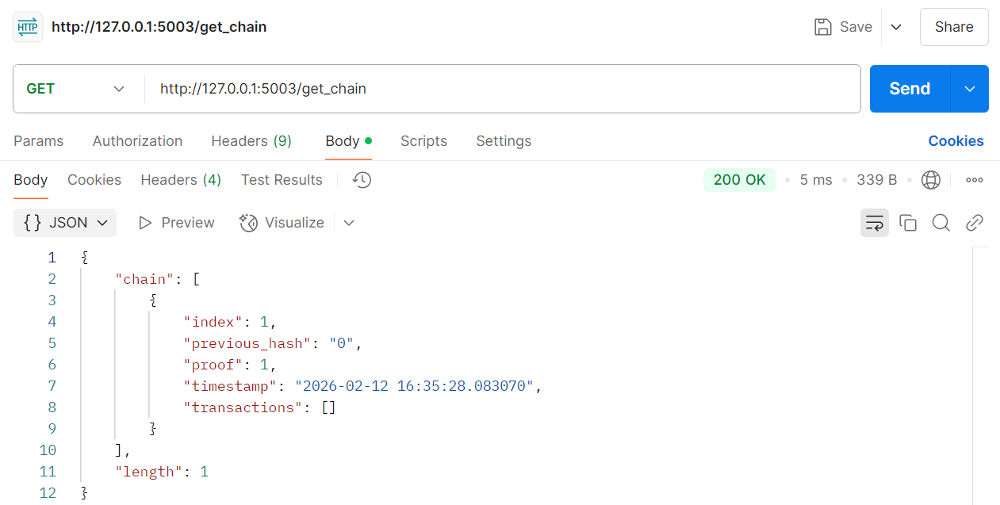 HTTP http://127.0.0.1:5003/get_chain Save Share
GET http://127.0.0.1:5003/get_chain Send
Params Authorization Headers (9) Body Scripts Settings Cookies
Body Cookies Headers (4) Test Results 200 OK 5 ms 339 B
{} JSON Preview Visualize
1 {
2 "chain": [
3 {
4 "index": 1,
5 "previous_hash": "0",
6 "proof": 1,
7 "timestamp": "2026-02-12 16:35:28.083070",
8 "transactions": []
9 }
10 ],
11 "length": 1
12 }